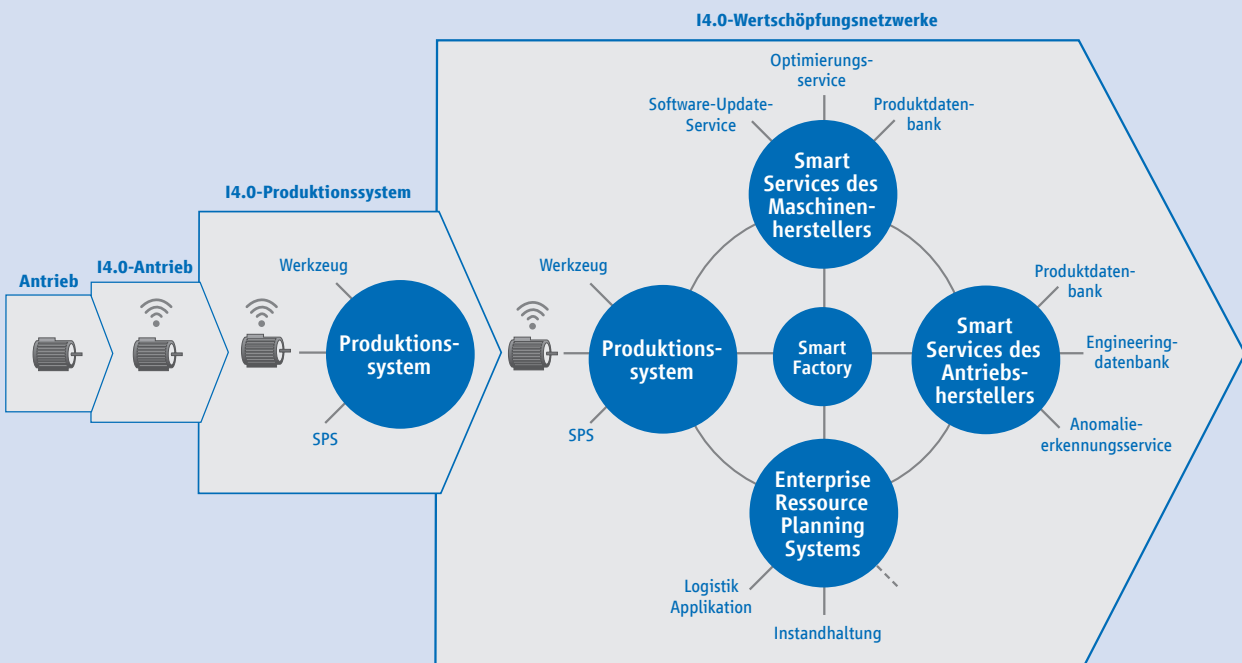 I4.0-Wertschöpfungsnetzwerke
Optimierungs-
service
Software-Update-
Service
Produktdaten-
bank
Smart
Services des
Maschinen-
herstellers
I4.0-Produktionssystem
I4.0-Antrieb
Antrieb
Werkzeug
Produktions-
system
SPS
Werkzeug
Produktions-
system
SPS
Smart
Factory
Smart
Services des
Antriebs-
herstellers
Produktdaten-
bank
Engineering-
datenbank
Anomalie-
erkennungsservice
Enterprise
Ressource
Planning
Systems
Logistik
Applikation
Instandhaltung